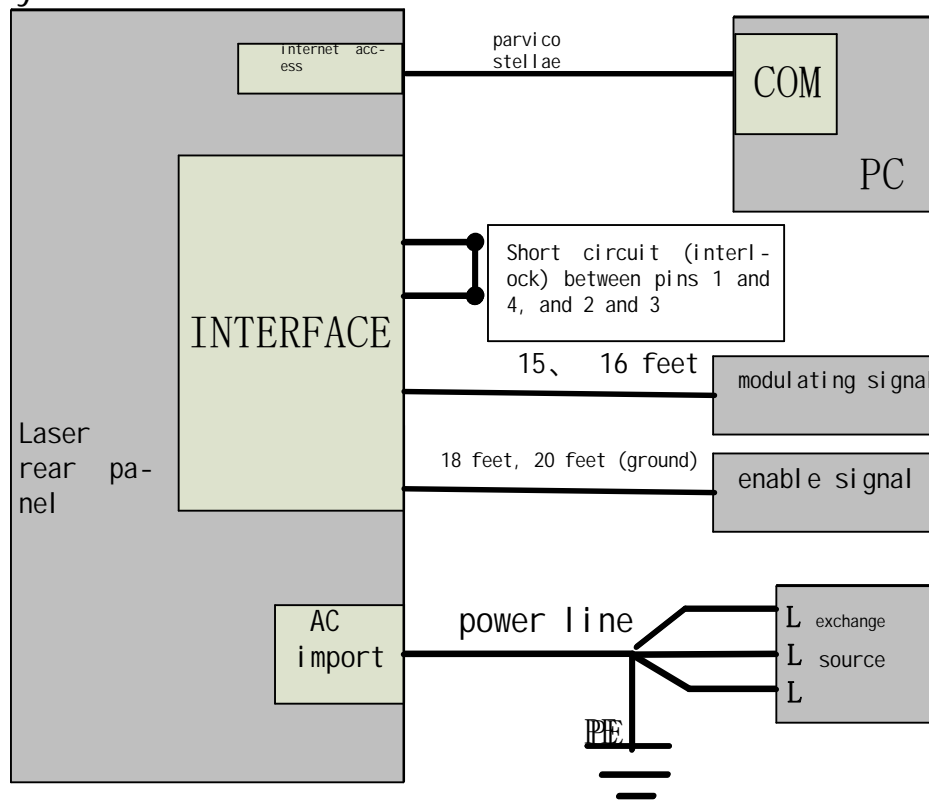 internet acc-
ess
parvico
stellae
COM
PC
Short circuit (interl-
ock) between pins 1 and
4, and 2 and 3
INTERFACE
15、 16 feet
modulating signal
Laser
rear pa-
nel
18 feet, 20 feet (ground)
enable signal
AC
import
power line
L exchange
L source
L
PE